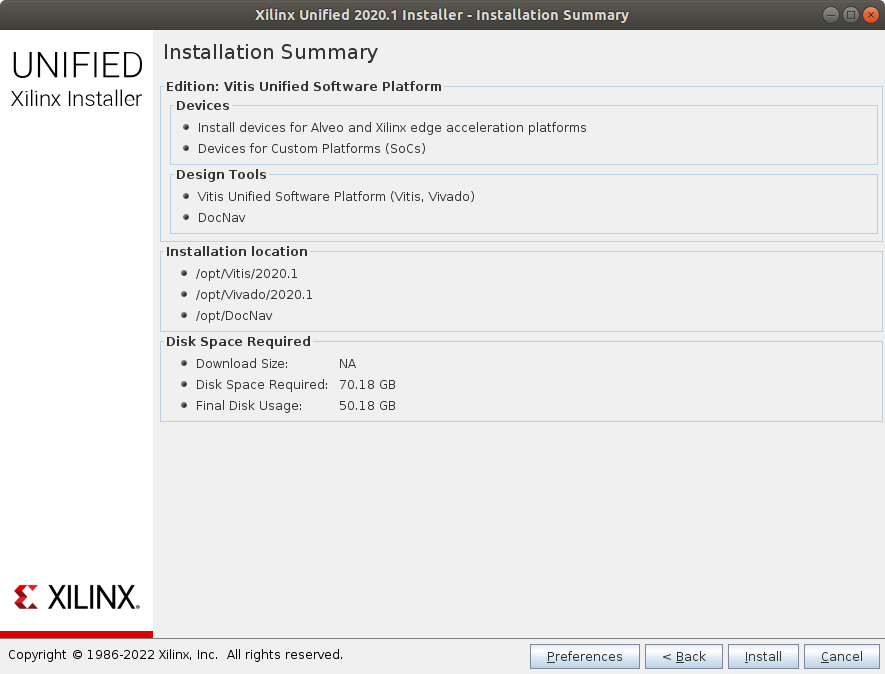 Xilinx Unified 2020.1 Installer - Installation Summary
UNIFIED
Xilinx Installer
Installation Summary
Edition: Vitis Unified Software Platform
Devices
Install devices for Alveo and Xilinx edge acceleration platforms
Devices for Custom Platforms (SoCs)
Design Tools
Vitis Unified Software Platform (Vitis, Vivado)
DocNav
Installation location
/opt/Vitis/2020.1
/opt/Vivado/2020.1
/opt/DocNav
Disk Space Required
Download Size: NA
Disk Space Required: 70.18 GB
Final Disk Usage: 50.18 GB
XILINX.
Copyright © 1986-2022 Xilinx, Inc. All rights reserved.
Preferences < Back Install Cancel